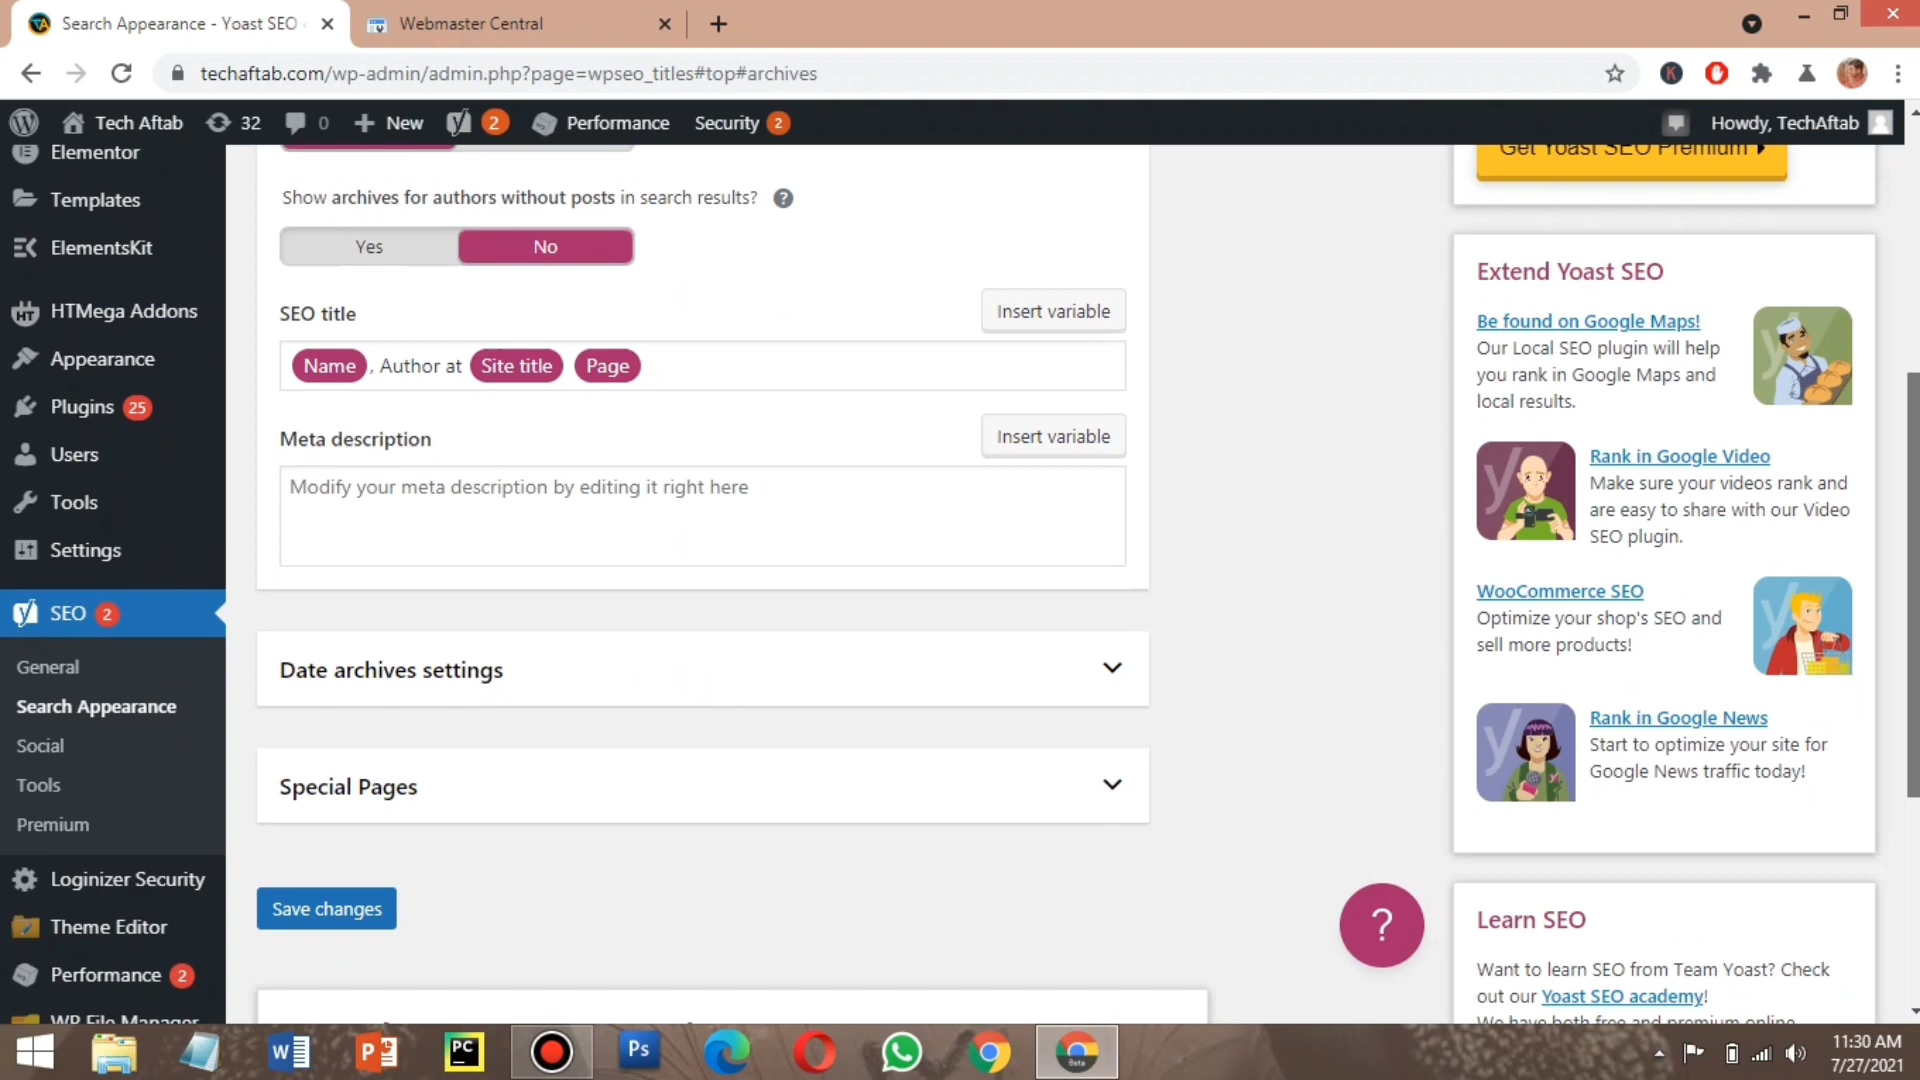 Search Appearance - Yoast SEO
Webmaster Central
techaftab.com/wp-admin/admin.php?page=wpseo_titles#top#archives
K
Tech Aftab 32 0 New 2 Performance Security 2
Howdy, TechAftab
Elementor
Templates
ElementsKit
HTMega Addons
Appearance
Plugins 25
Users
Tools
Settings
SEO 2
General
Search Appearance
Social
Tools
Premium
Loginizer Security
Theme Editor
Performance 2
WP File Manager
Show archives for authors without posts in search results? ?
Yes No
SEO title
Insert variable
Name , Author at Site title Page
Meta description
Insert variable
Modify your meta description by editing it right here
Date archives settings
Special Pages
Save changes
?
Get Yoast SEO Premium
Extend Yoast SEO
Be found on Google Maps!
Our Local SEO plugin will help
you rank in Google Maps and
local results.
Rank in Google Video
Make sure your videos rank and
are easy to share with our Video
SEO plugin.
WooCommerce SEO
Optimize your shop's SEO and
sell more products!
Rank in Google News
Start to optimize your site for
Google News traffic today!
Learn SEO
Want to learn SEO from Team Yoast? Check
out our Yoast SEO academy!
We have both free and premium online
PC
Ps
Beta
11:30 AM
7/27/2021